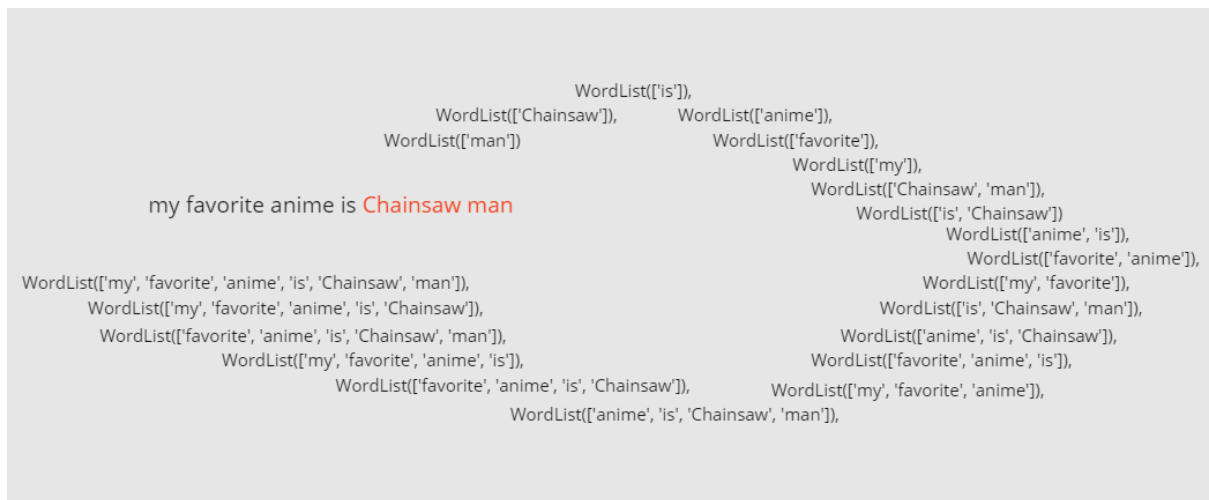 WordList(['is']),
WordList(['Chainsaw']), WordList(['anime']),
WordList(['man']) WordList(['favorite']),
WordList(['my']),
WordList(['Chainsaw', 'man']),
my favorite anime is Chainsaw man
WordList(['is', 'Chainsaw'])
WordList(['anime', 'is']),
WordList(['favorite', 'anime']),
WordList(['my', 'favorite', 'anime', 'is', 'Chainsaw', 'man']), WordList(['my', 'favorite']),
WordList(['my', 'favorite', 'anime', 'is', 'Chainsaw']), WordList(['is', 'Chainsaw', 'man']),
WordList(['favorite', 'anime', 'is', 'Chainsaw', 'man']), WordList(['anime', 'is', 'Chainsaw']),
WordList(['my', 'favorite', 'anime', 'is']), WordList(['favorite', 'anime', 'is']),
WordList(['favorite', 'anime', 'is', 'Chainsaw']), WordList(['my', 'favorite', 'anime']),
WordList(['anime', 'is', 'Chainsaw', 'man']),